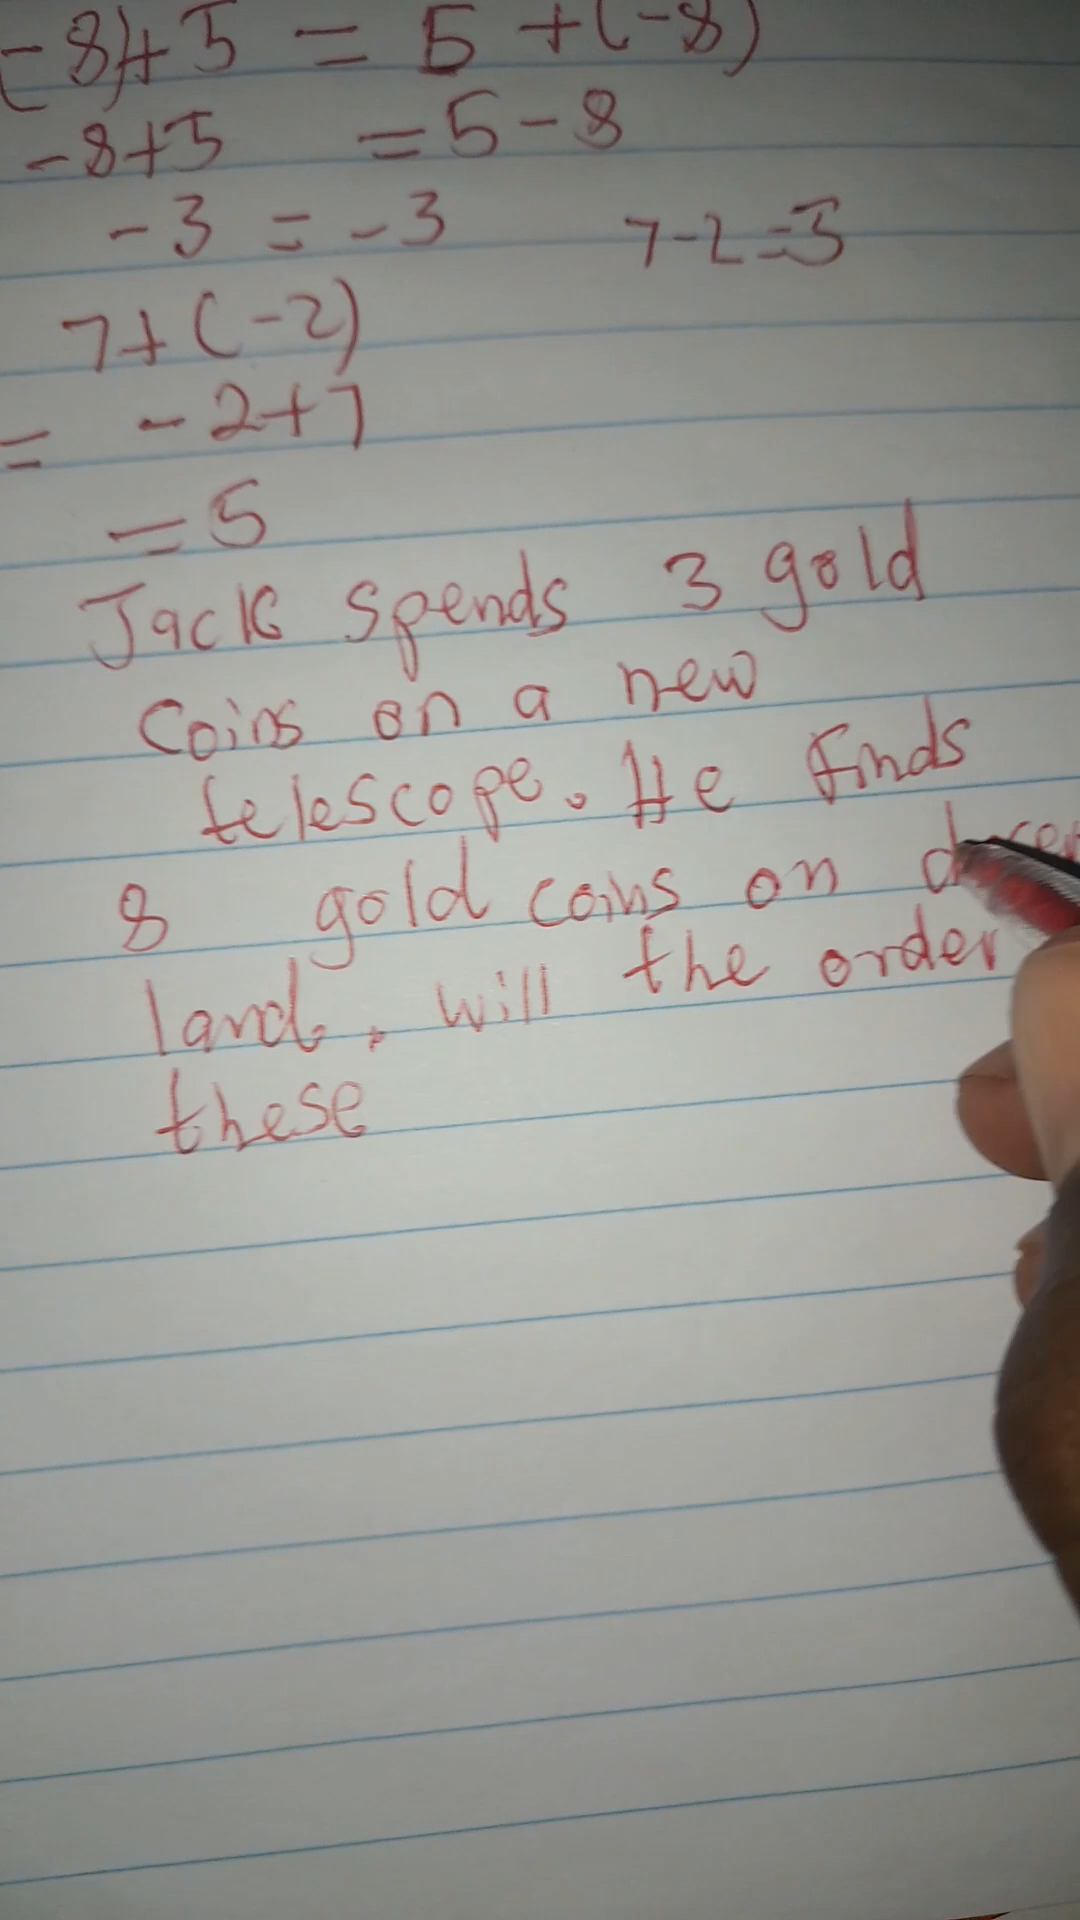 (-8)+5 = 5 +(-8)
-8+5 = 5-8
-3 = -3 7-2=5
7+(-2)
= -2+7
=5
Jack spends 3 gold
coins on a new
telescope. He finds
8 gold coins on
land, will the order
these